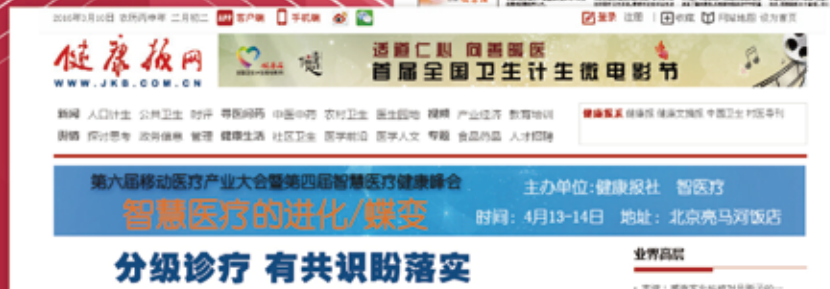 2016年3月10日 农历丙申年 二月初二 APP 客户端 手机版
登录 注册 收藏 网站地图 设为首页
健康报网
WWW.JKB.COM.CN
适道仁心 向善暖医
首届全国卫生计生微电影节
新闻 人口计生 公共卫生 时评 寻医问药 中医中药 农村卫生 医生园地 视频 产业经济 教育培训
舆情 探讨思考 政务信息 管理 健康生活 社区卫生 医学前沿 医学人文 专题 食品药品 人才招聘
健康报系 健康报 健康文摘报 中国卫生 村医导刊
第六届移动医疗产业大会暨第四届智慧医疗健康峰会
智慧医疗的进化/蝶变
主办单位:健康报社 智医疗
时间：4月13-14日 地址：北京亮马河饭店
分级诊疗 有共识盼落实
业界高层